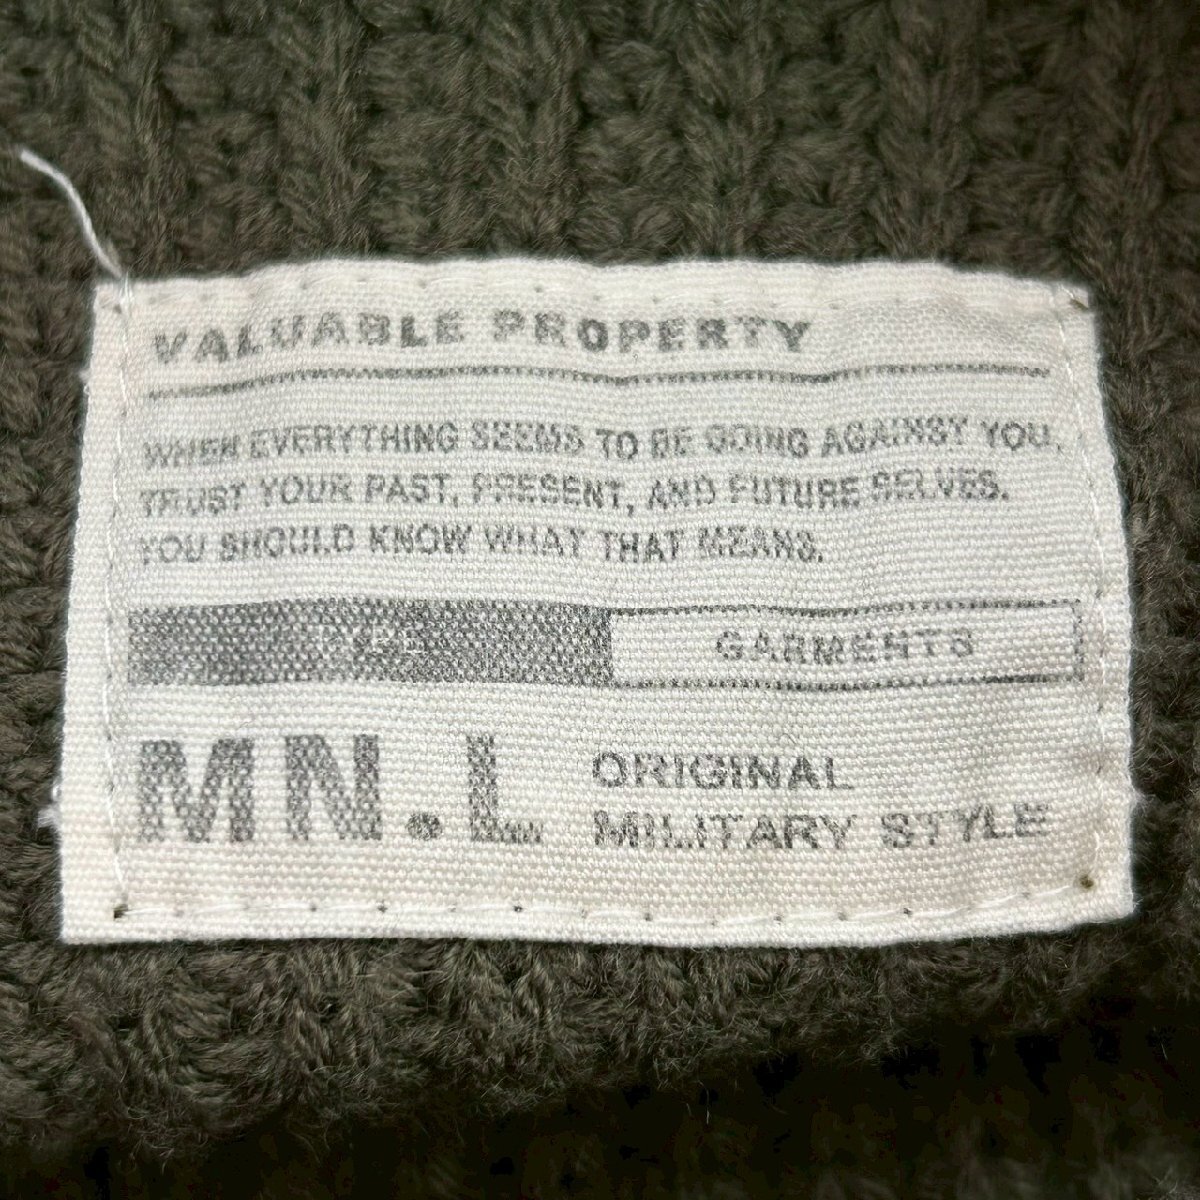 VALUABLE PROPERTY
WHEN EVERYTHING SEEMS TO BE GOING AGAINST YOU,
TRUST YOUR PAST, PRESENT, AND FUTURE SELVES.
YOU SHOULD KNOW WHAT THAT MEANS.
TYPE GARMENTS
MN.L ORIGINAL
MILITARY STYLE